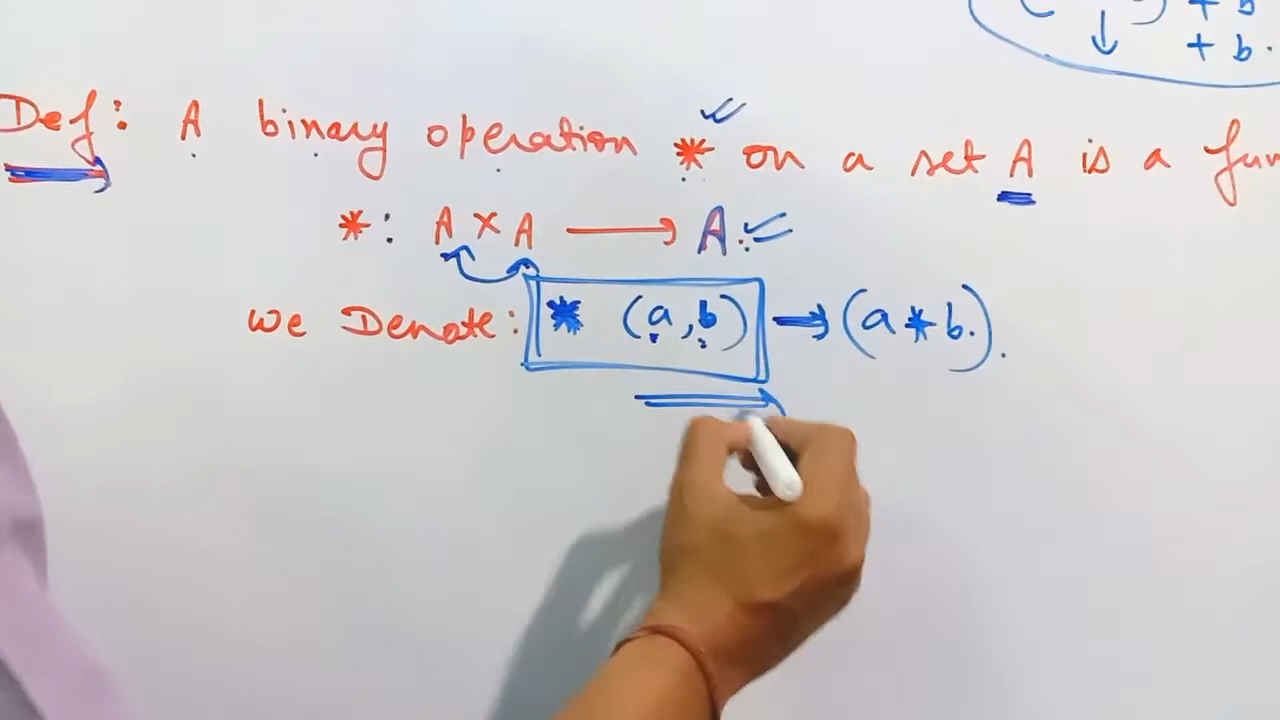 + b
↓ + b.
Def: A binary operation * on a set A is a fun
*: A × A ⟶ A.
we Denote: * (a, b) → (a * b).